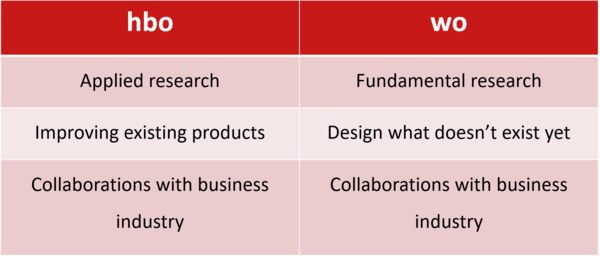 hbo
wo
Applied research
Fundamental research
Improving existing products
Design what doesn’t exist yet
Collaborations with business
industry
Collaborations with business
industry